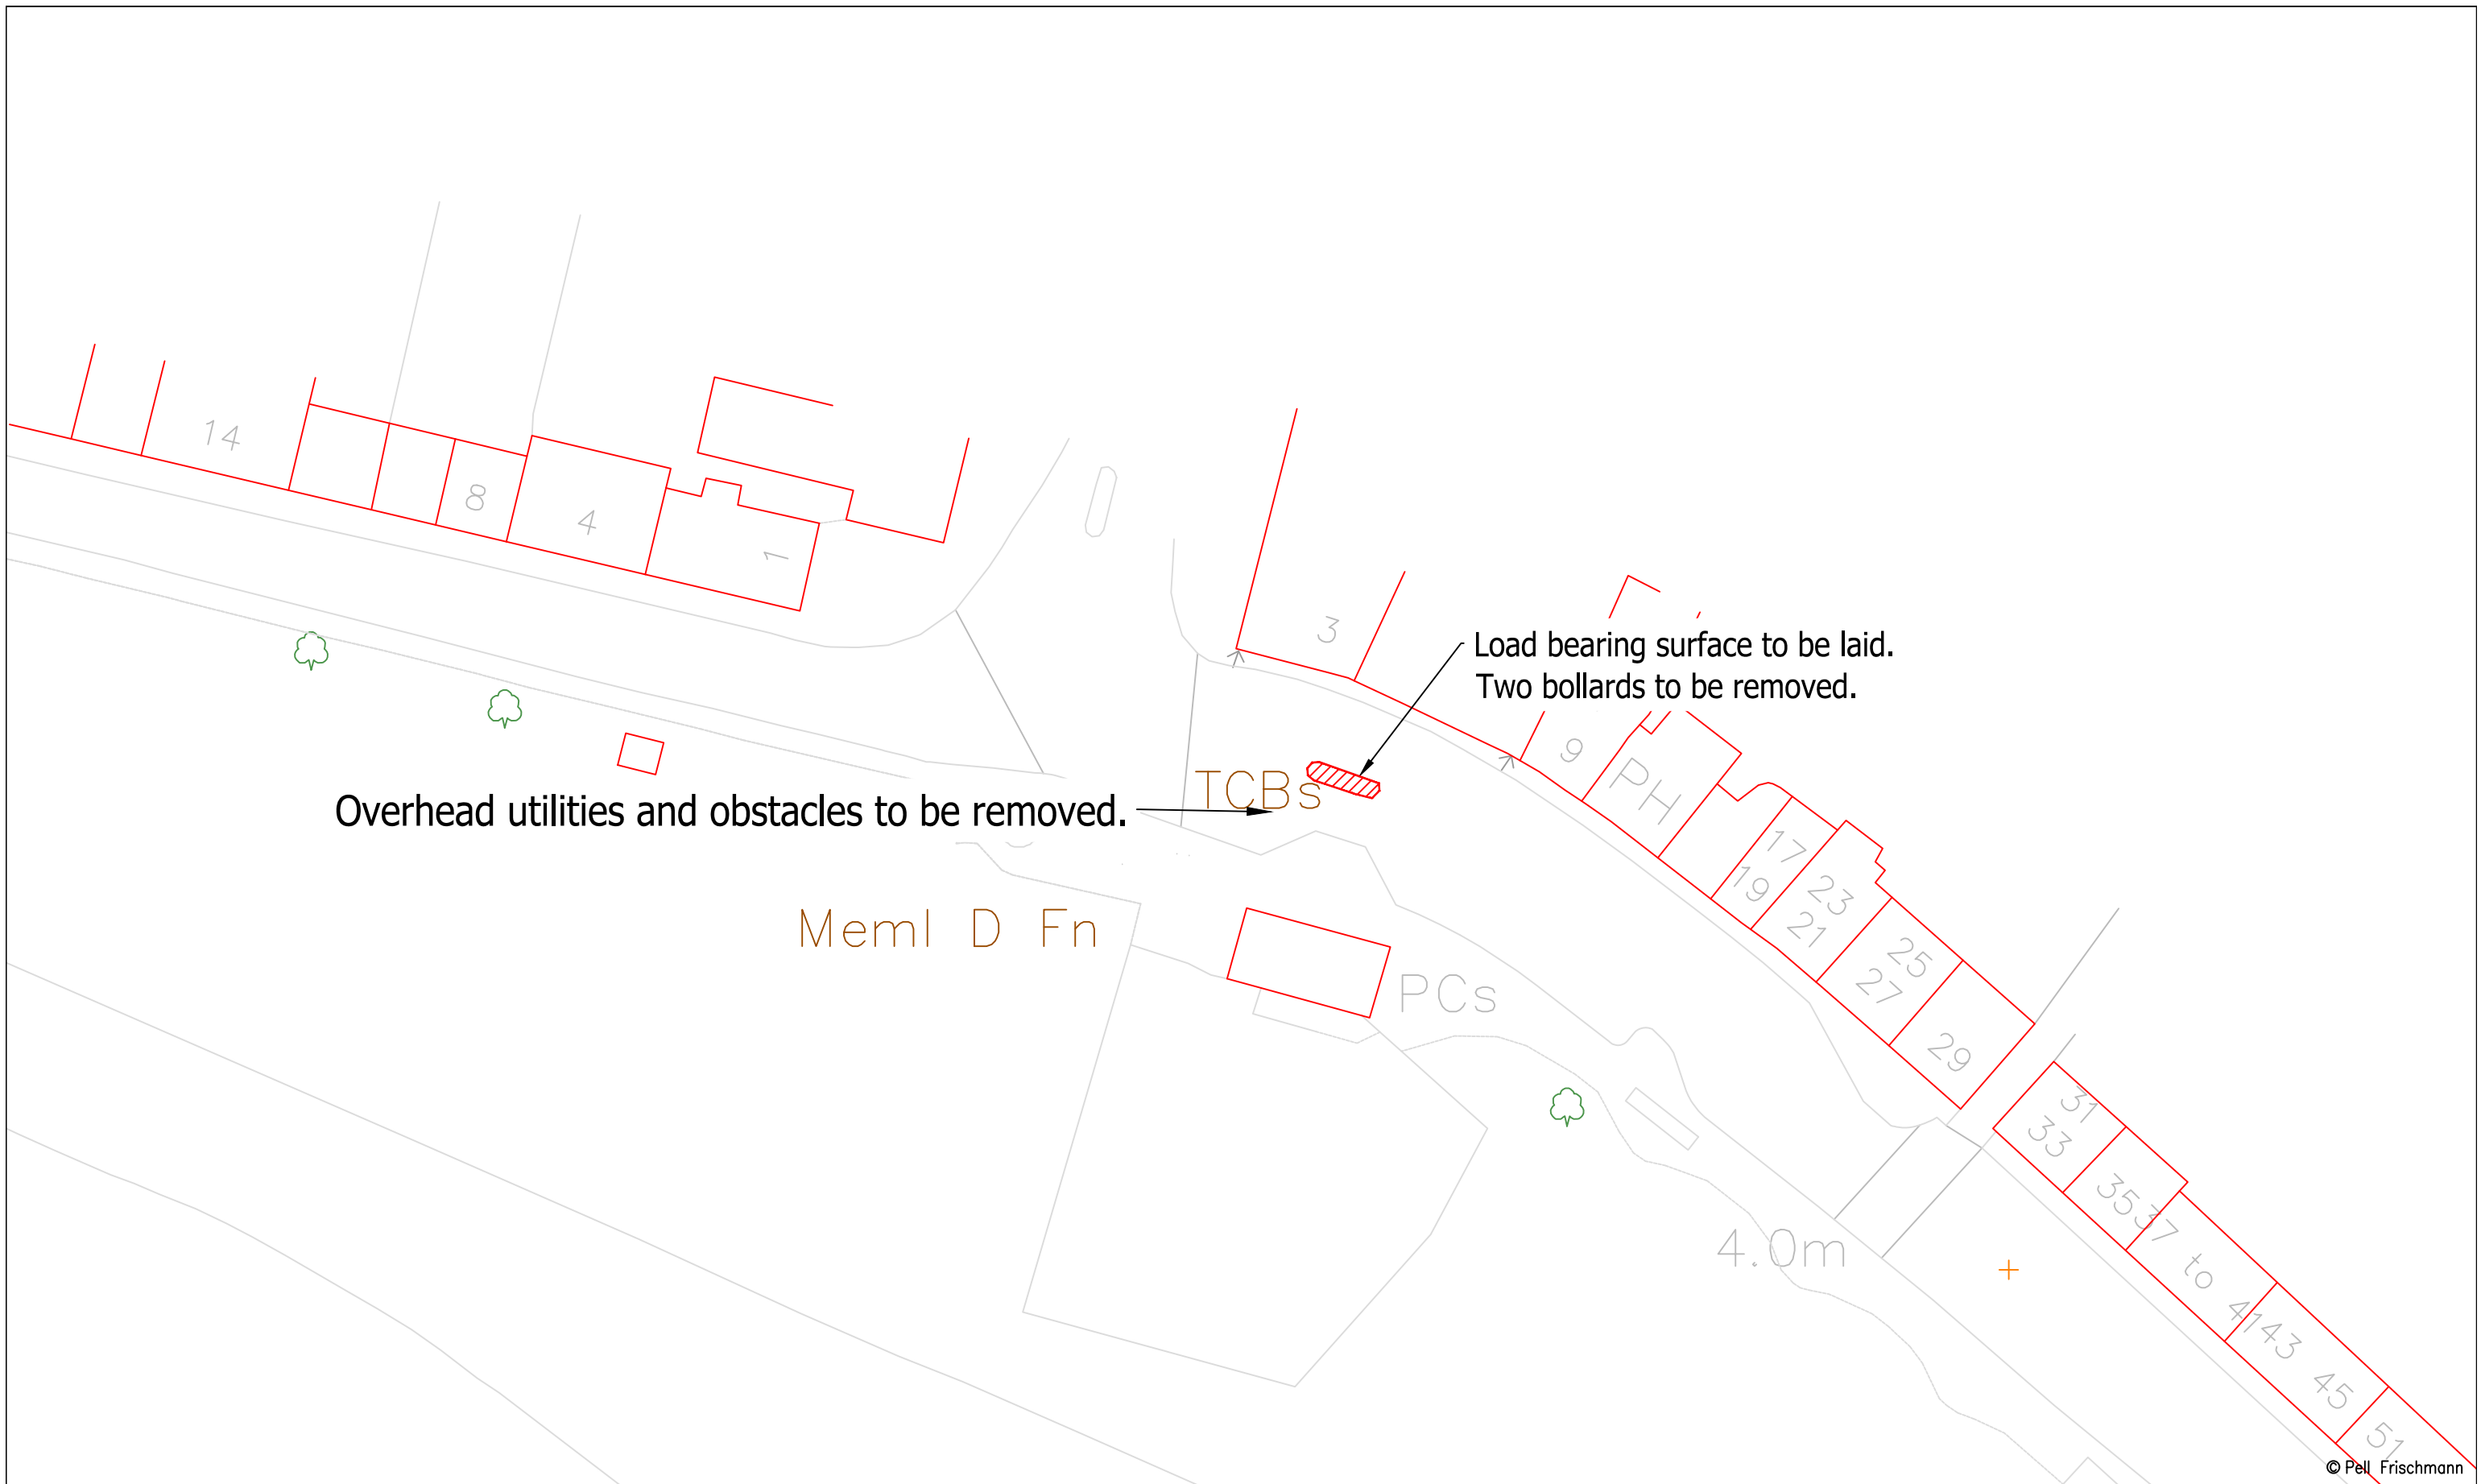 14
8
4
1
3
Load bearing surface to be laid.
Two bollards to be removed.
9
PH
TCBs
Overhead utilities and obstacles to be removed.
17
19
23
21
Meml D Fn
25
27
PCs
29
31
33
35
37 to 41
4.0m
43
45
51
© Pell Frischmann